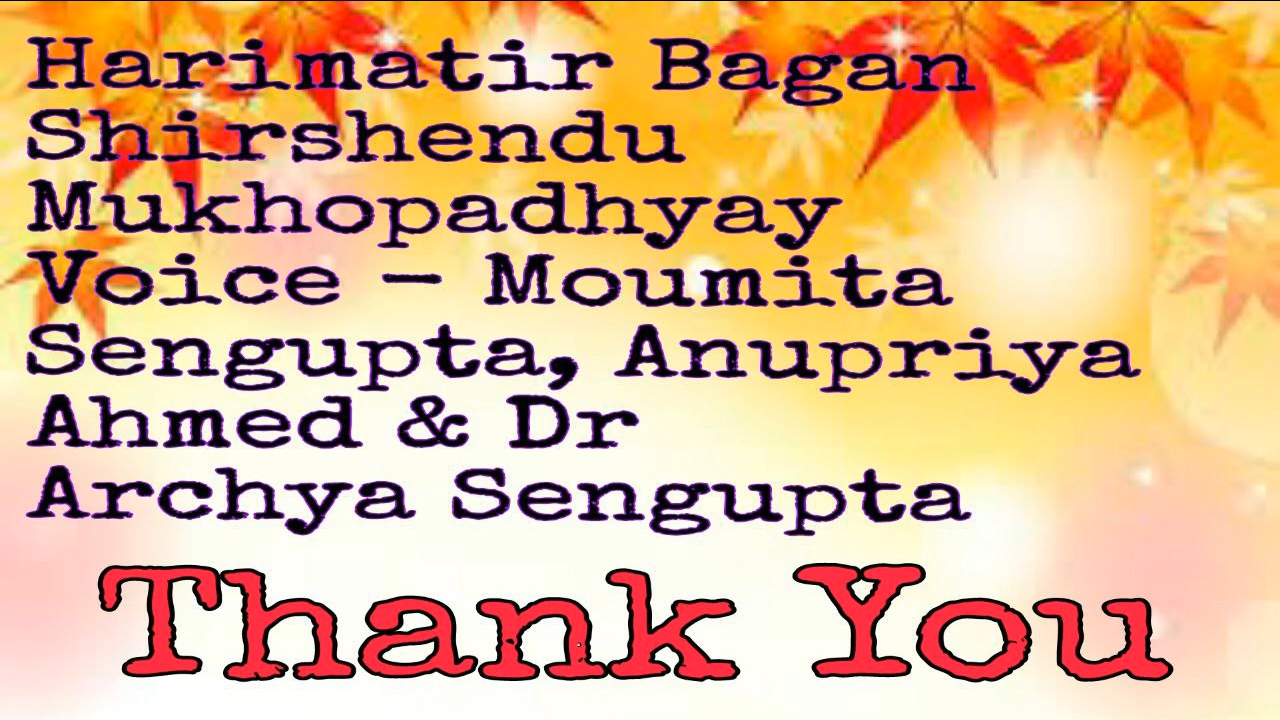 Harimatir Bagan
Shirshendu
Mukhopadhyay
Voice - Moumita
Sengupta, Anupriya
Ahmed & Dr
Archya Sengupta
Thank You